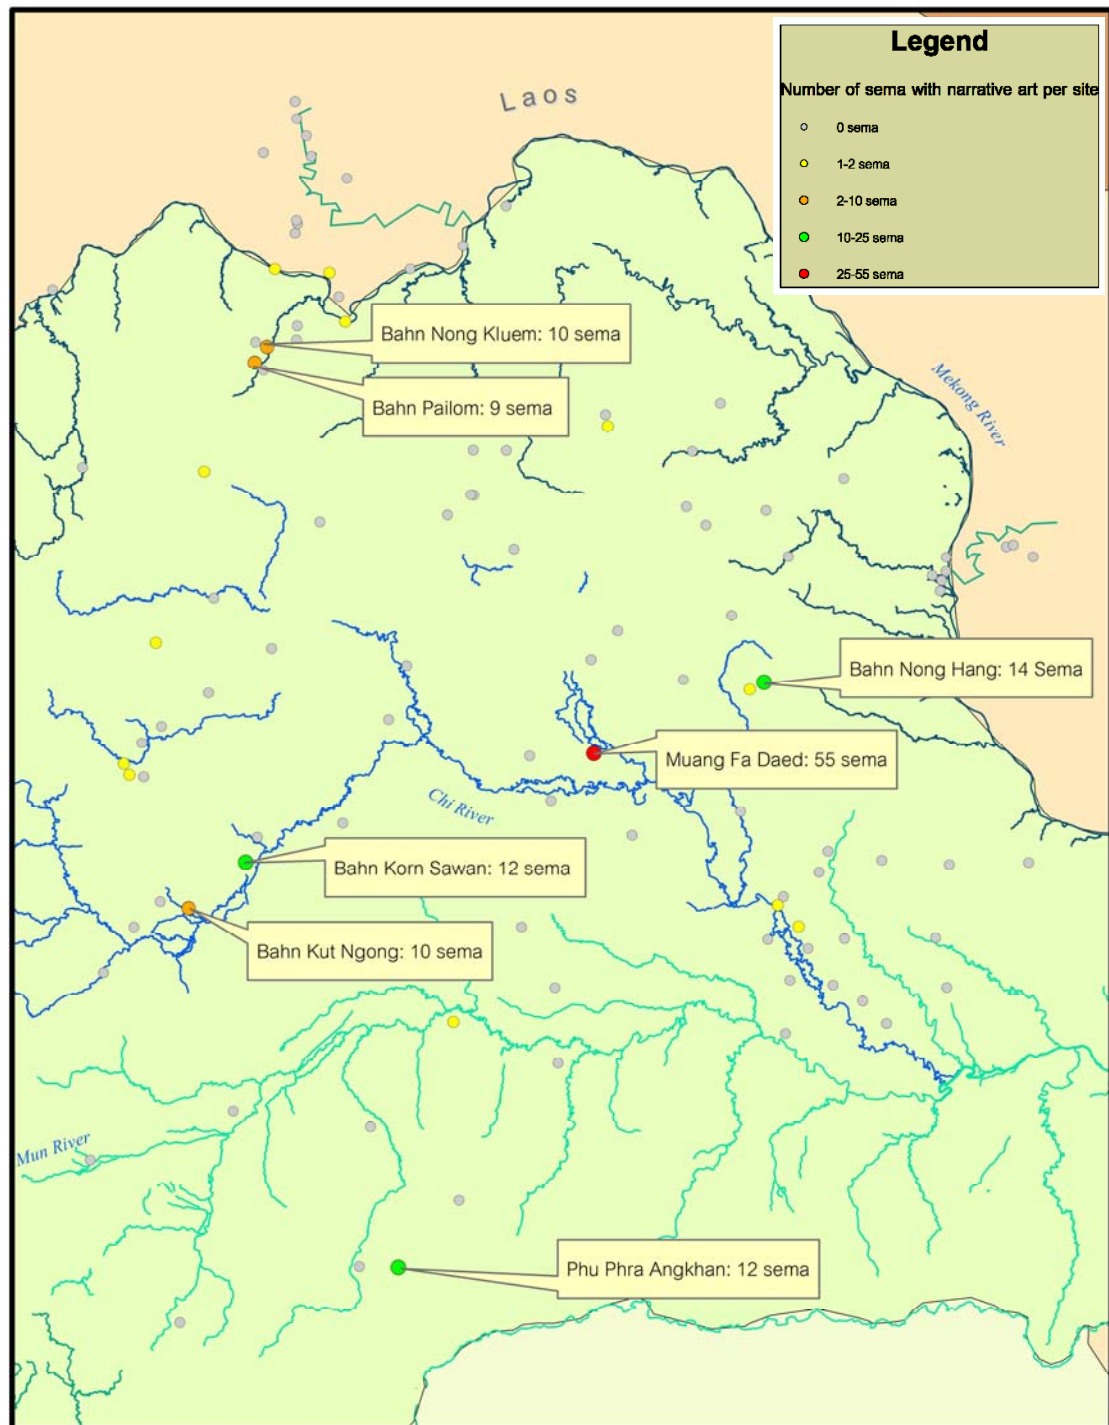 Legend
Number of sema with narrative art per site
0 sema
1-2 sema
2-10 sema
10-25 sema
25-55 sema
Laos
Bahn Nong Kluem: 10 sema
Mekong River
Bahn Pailom: 9 sema
Bahn Nong Hang: 14 Sema
Muang Fa Daed: 55 sema
Chi River
Bahn Korn Sawan: 12 sema
Bahn Kut Ngong: 10 sema
Mun River
Phu Phra Angkhan: 12 sema